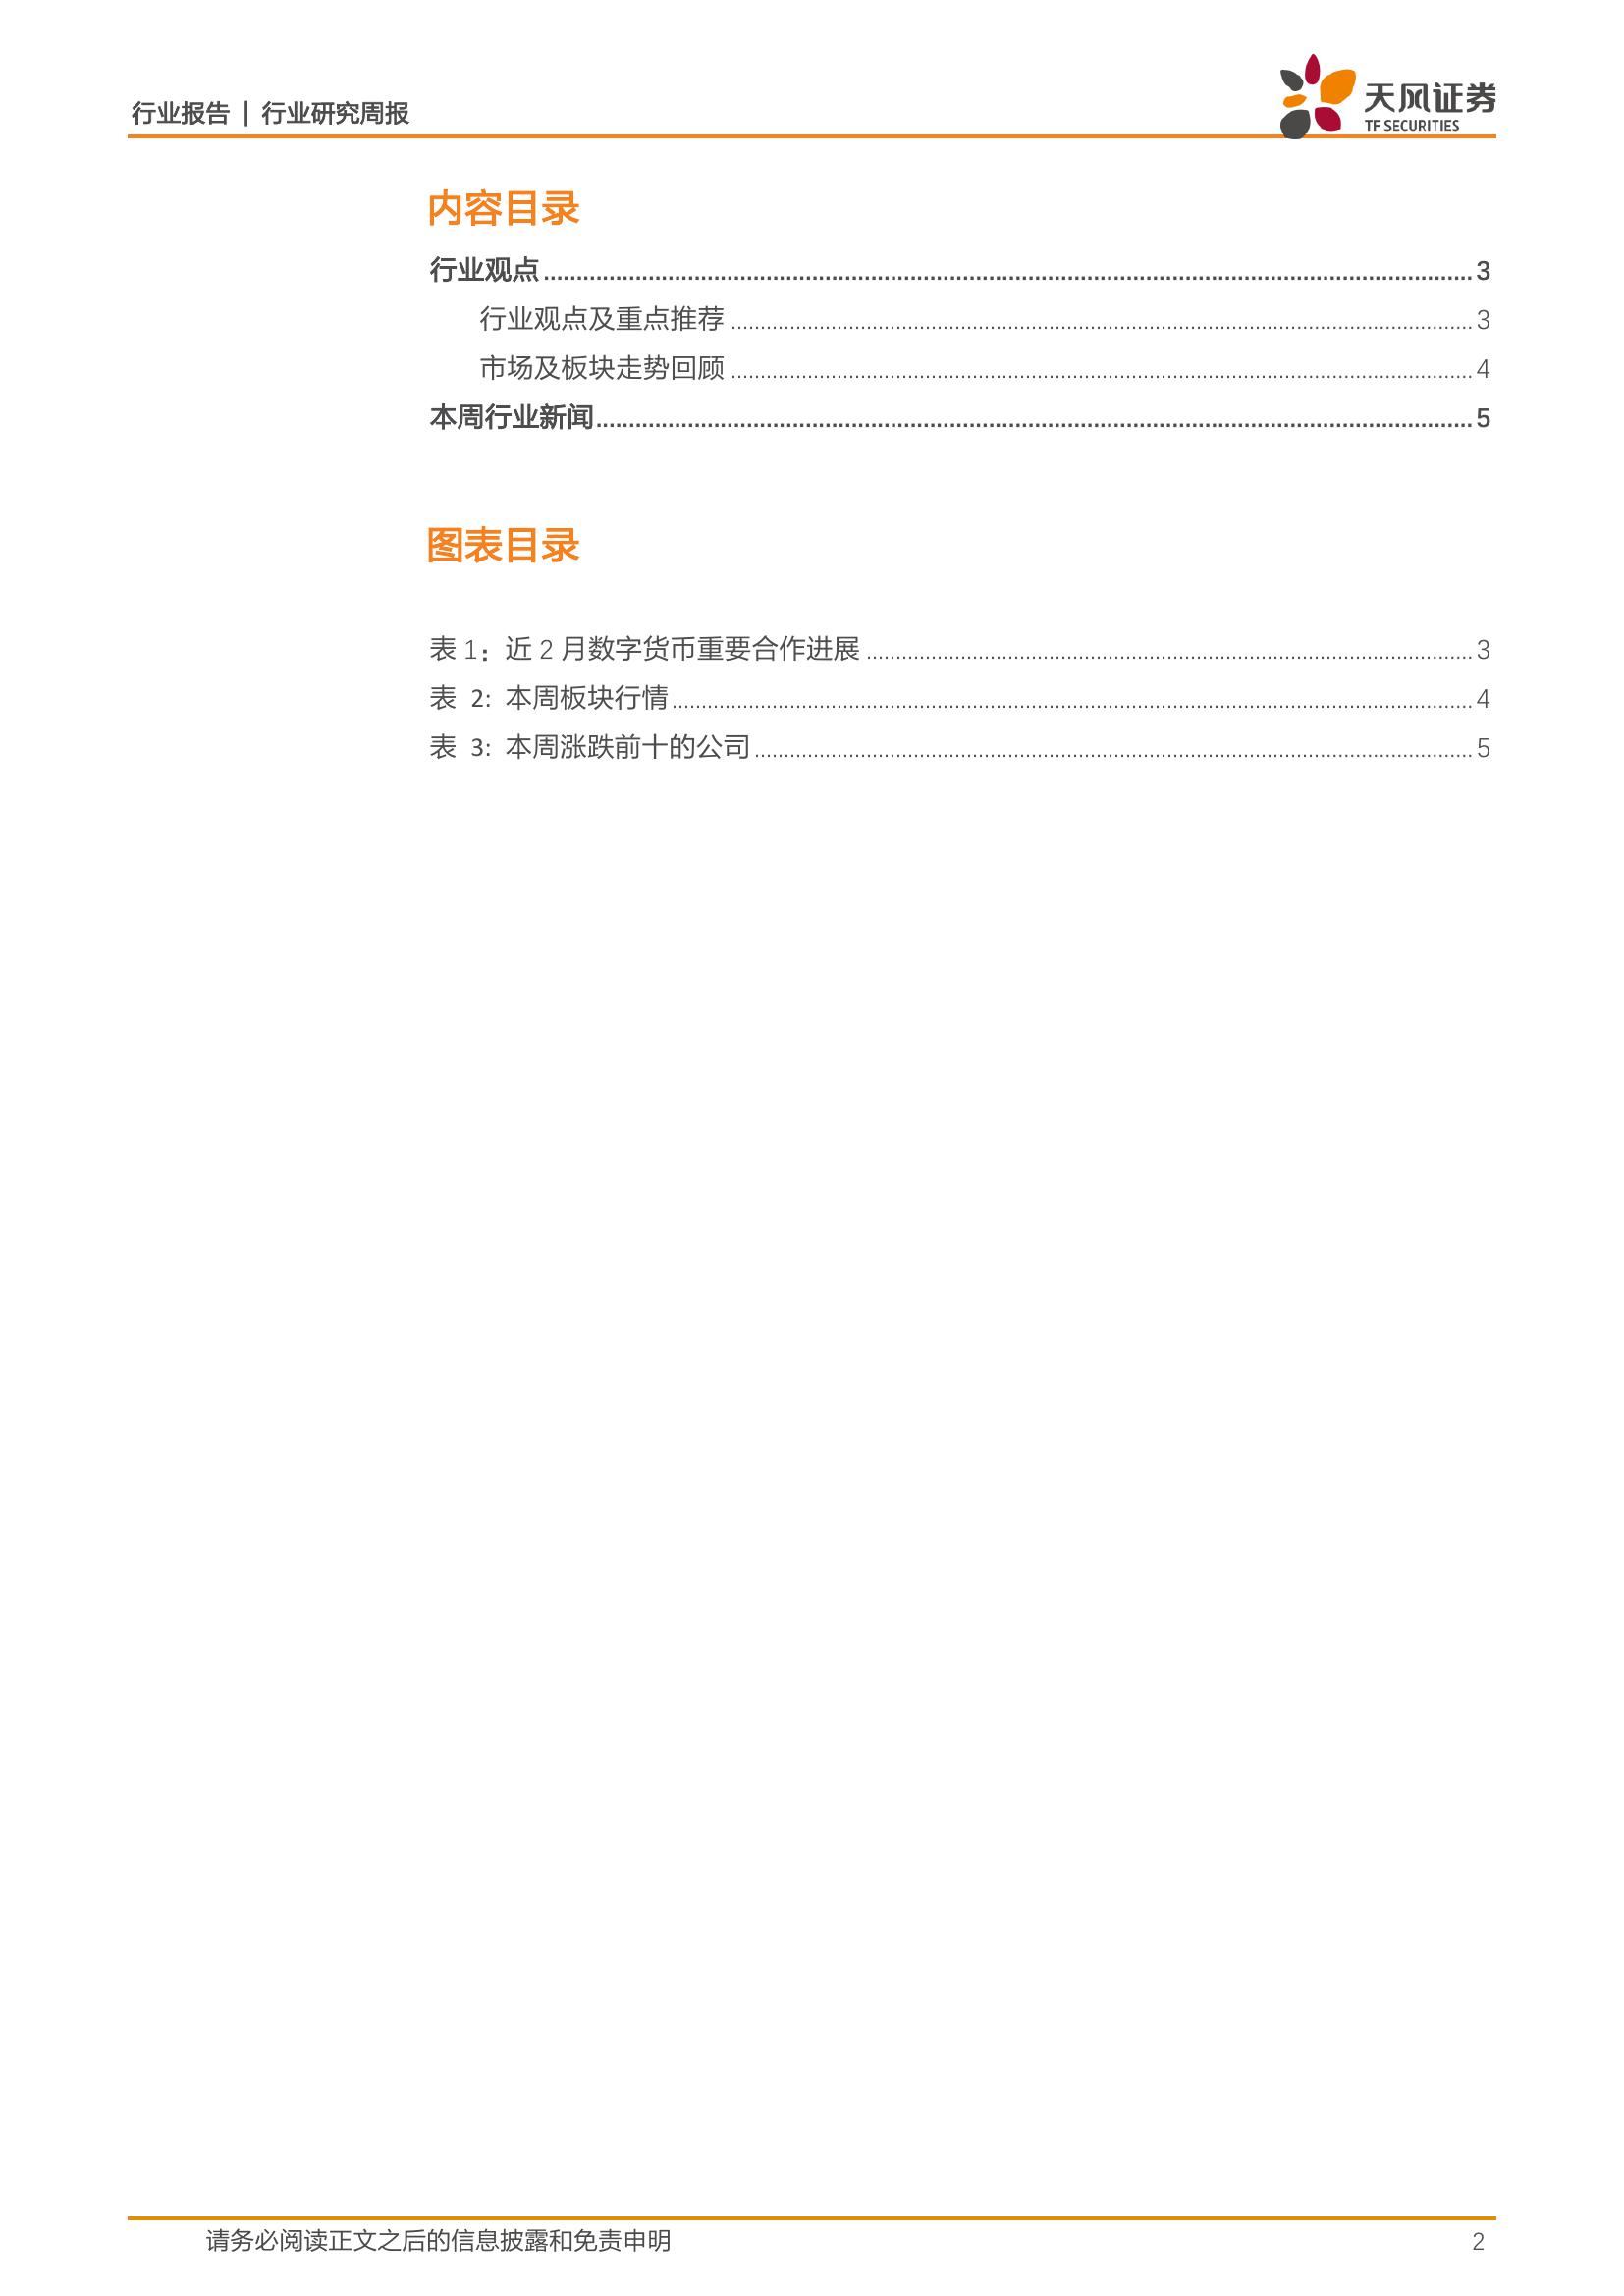 行业报告 | 行业研究周报
天风证券
TF SECURITIES
内容目录
行业观点 3
行业观点及重点推荐 3
市场及板块走势回顾 4
本周行业新闻 5
图表目录
表 1：近 2 月数字货币重要合作进展 3
表 2: 本周板块行情 4
表 3: 本周涨跌前十的公司 5
请务必阅读正文之后的信息披露和免责申明 2